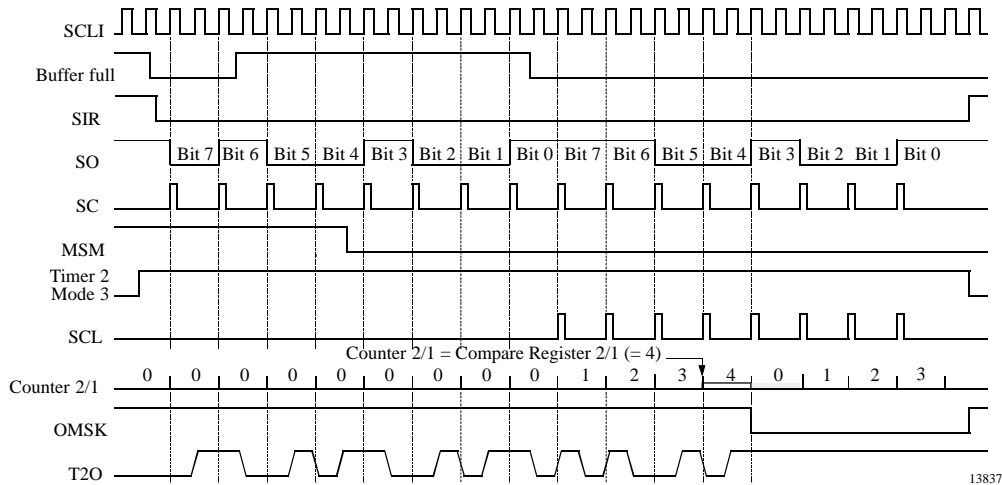 SCLI
Buffer full
SIR
SO Bit 7 Bit 6 Bit 5 Bit 4 Bit 3 Bit 2 Bit 1 Bit 0 Bit 7 Bit 6 Bit 5 Bit 4 Bit 3 Bit 2 Bit 1 Bit 0
SC
MSM
Timer 2
Mode 3
SCL
Counter 2/1 = Compare Register 2/1 (= 4)
Counter 2/1 0 0 0 0 0 0 0 0 0 1 2 3 4 0 1 2 3
OMSK
T2O
13837